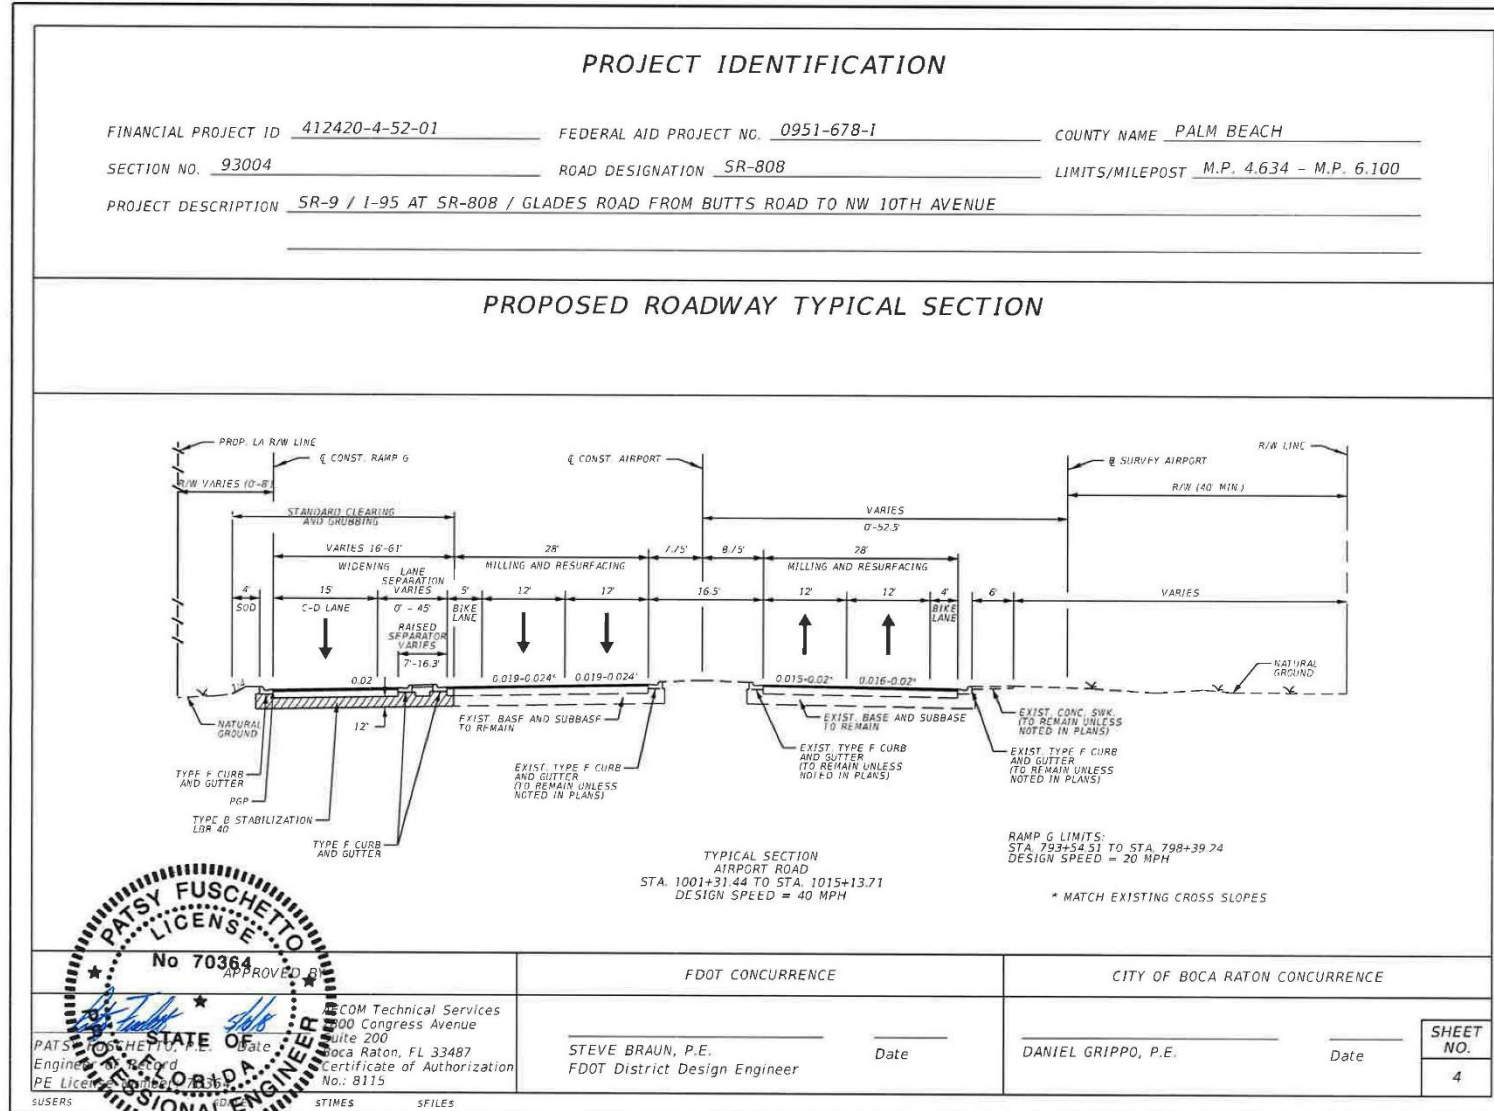 PROJECT IDENTIFICATION
FINANCIAL PROJECT ID 412420-4-52-01 FEDERAL AID PROJECT NO. 0951-678-I COUNTY NAME PALM BEACH
SECTION NO. 93004 ROAD DESIGNATION SR-808 LIMITS/MILEPOST M.P. 4.634 - M.P. 6.100
PROJECT DESCRIPTION SR-9 / I-95 AT SR-808 / GLADES ROAD FROM BUTTS ROAD TO NW 10TH AVENUE
PROPOSED ROADWAY TYPICAL SECTION
PROP. LA R/W LINE
℄ CONST. RAMP G
℄ CONST. AIRPORT
SURVEY AIRPORT
R/W LINE
R/W VARIES (0'-8')
R/W (40' MIN.)
STANDARD CLEARING
AND GRUBBING
VARIES
0'-52.5'
VARIES 16'-61'
WIDENING
28'
MILLING AND RESURFACING
7.75'
8.75'
28'
MILLING AND RESURFACING
LANE
SEPARATION
VARIES
0' - 45'
4'
SOD
15'
C-D LANE
5'
BIKE
LANE
12'
12'
16.5'
12'
12'
4'
BIKE
LANE
6'
VARIES
RAISED
SEPARATOR
VARIES
7'-16.3'
0.02
0.019-0.024*
0.019-0.024*
0.015-0.02*
0.016-0.02*
NATURAL
GROUND
NATURAL
GROUND
12"
EXIST. BASE AND SUBBASE
TO REMAIN
EXIST. BASE AND SUBBASE
TO REMAIN
EXIST. CONC. SWK.
(TO REMAIN UNLESS
NOTED IN PLANS)
TYPE F CURB
AND GUTTER
PGP
TYPE B STABILIZATION
LBR 40
TYPE F CURB
AND GUTTER
EXIST. TYPE F CURB
AND GUTTER
(TO REMAIN UNLESS
NOTED IN PLANS)
EXIST. TYPE F CURB
AND GUTTER
(TO REMAIN UNLESS
NOTED IN PLANS)
EXIST. TYPE F CURB
AND GUTTER
(TO REMAIN UNLESS
NOTED IN PLANS)
TYPICAL SECTION
AIRPORT ROAD
STA. 1001+31.44 TO STA. 1015+13.71
DESIGN SPEED = 40 MPH
RAMP G LIMITS:
STA. 793+54.51 TO STA. 798+39.24
DESIGN SPEED = 20 MPH
* MATCH EXISTING CROSS SLOPES
PATSY FUSCHETTO
LICENSE
No 70364
STATE OF
FLORIDA
PROFESSIONAL ENGINEER
APPROVED BY
PATSY FUSCHETTO, P.E. Date
Engineer of Record
PE License Number 70364
AECOM Technical Services
Congress Avenue
Suite 200
Boca Raton, FL 33487
Certificate of Authorization
No.: 8115
FDOT CONCURRENCE
STEVE BRAUN, P.E. Date
FDOT District Design Engineer
CITY OF BOCA RATON CONCURRENCE
DANIEL GRIPPO, P.E. Date
SHEET
NO.
4
$USER$ $TIME$ $FILE$